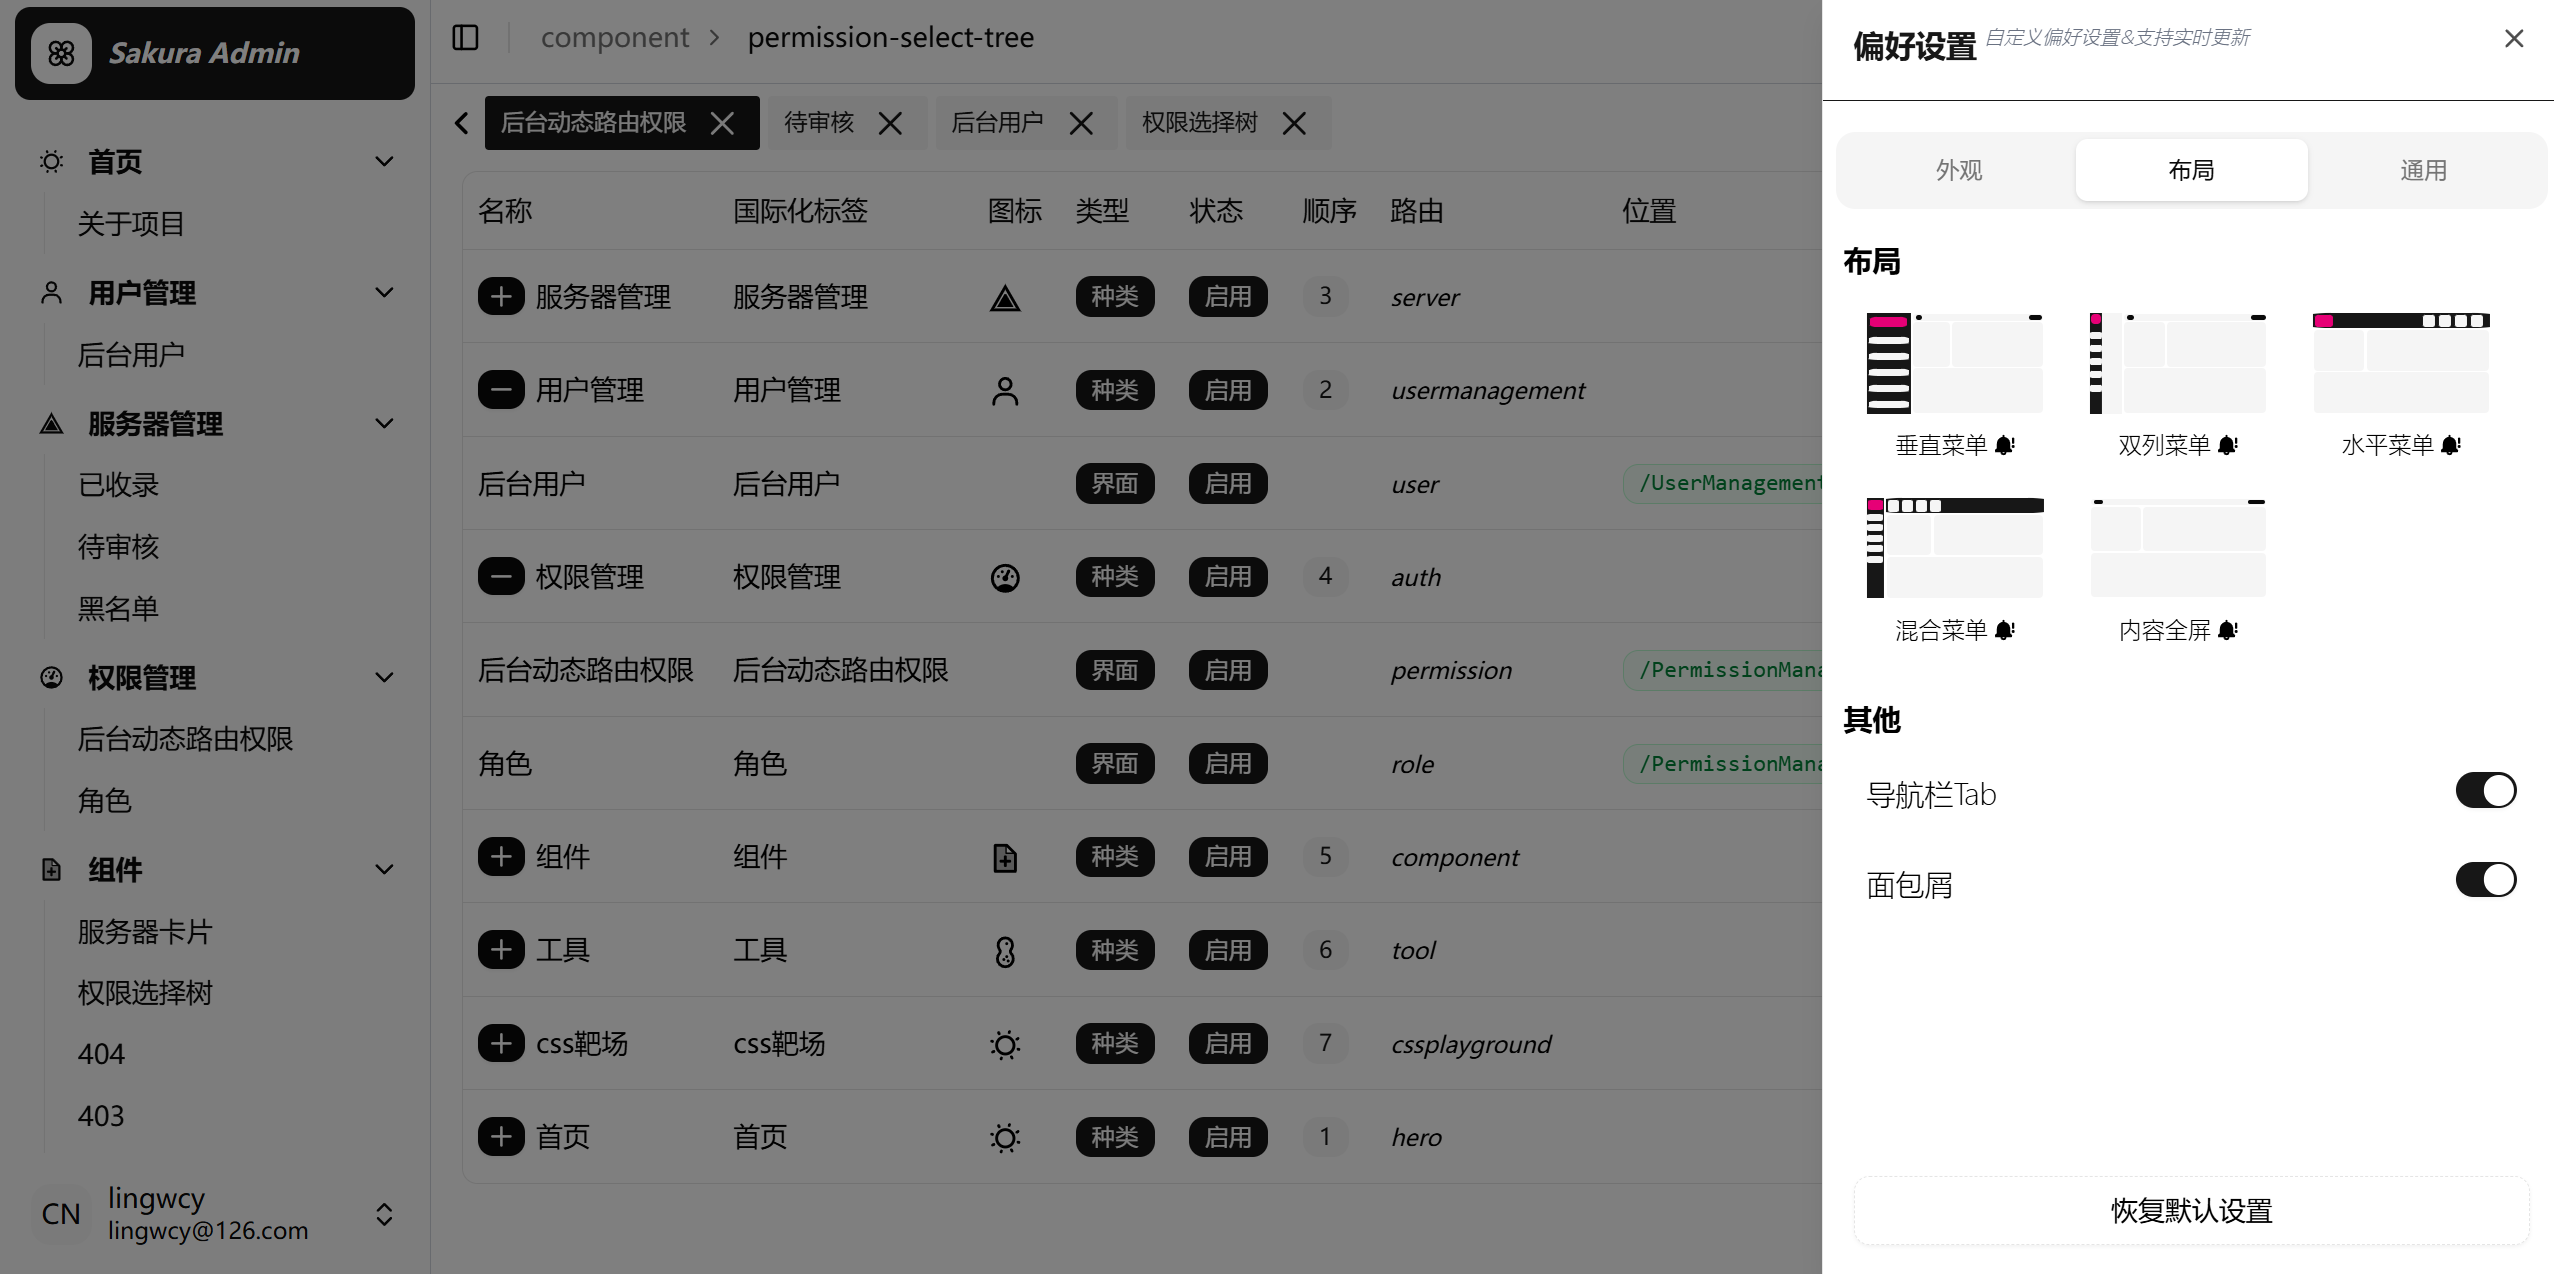 Sakura Admin
首页
关于项目
用户管理
后台用户
服务器管理
已收录
待审核
黑名单
权限管理
后台动态路由权限
角色
组件
服务器卡片
权限选择树
404
403
CN
lingwcy
lingwcy@126.com
component permission-select-tree
后台动态路由权限 待审核 后台用户 权限选择树
名称 国际化标签 图标 类型 状态 顺序 路由 位置
服务器管理 服务器管理 种类 启用 3 server
用户管理 用户管理 种类 启用 2 usermanagement
后台用户 后台用户 界面 启用 user /UserManagement
权限管理 权限管理 种类 启用 4 auth
后台动态路由权限 后台动态路由权限 界面 启用 permission /PermissionMana
角色 角色 界面 启用 role /PermissionMana
组件 组件 种类 启用 5 component
工具 工具 种类 启用 6 tool
css靶场 css靶场 种类 启用 7 cssplayground
首页 首页 种类 启用 1 hero
偏好设置 自定义偏好设置&支持实时更新
外观 布局 通用
布局
垂直菜单 双列菜单 水平菜单
混合菜单 内容全屏
其他
导航栏Tab
面包屑
恢复默认设置